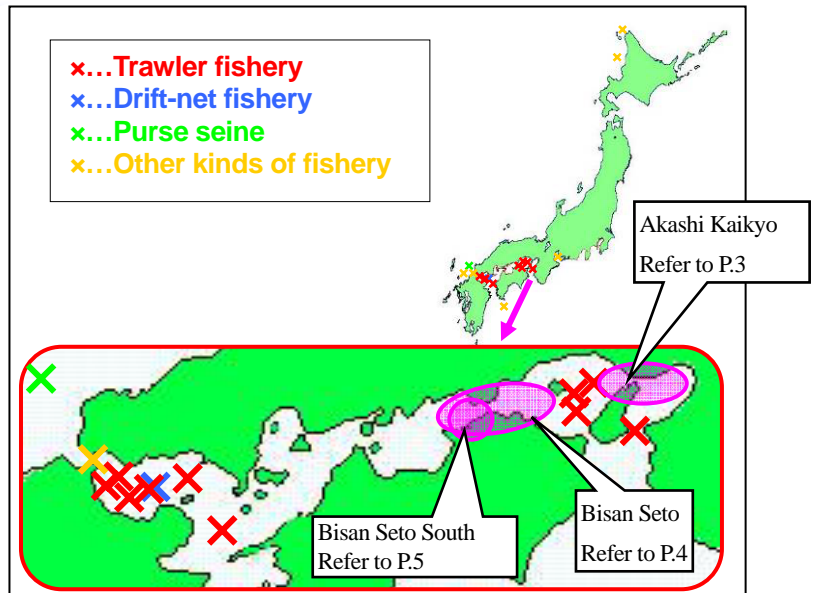 ×…Trawler fishery
×…Drift-net fishery
×…Purse seine
×…Other kinds of fishery
Akashi Kaikyo
Refer to P.3
Bisan Seto South
Refer to P.5
Bisan Seto
Refer to P.4